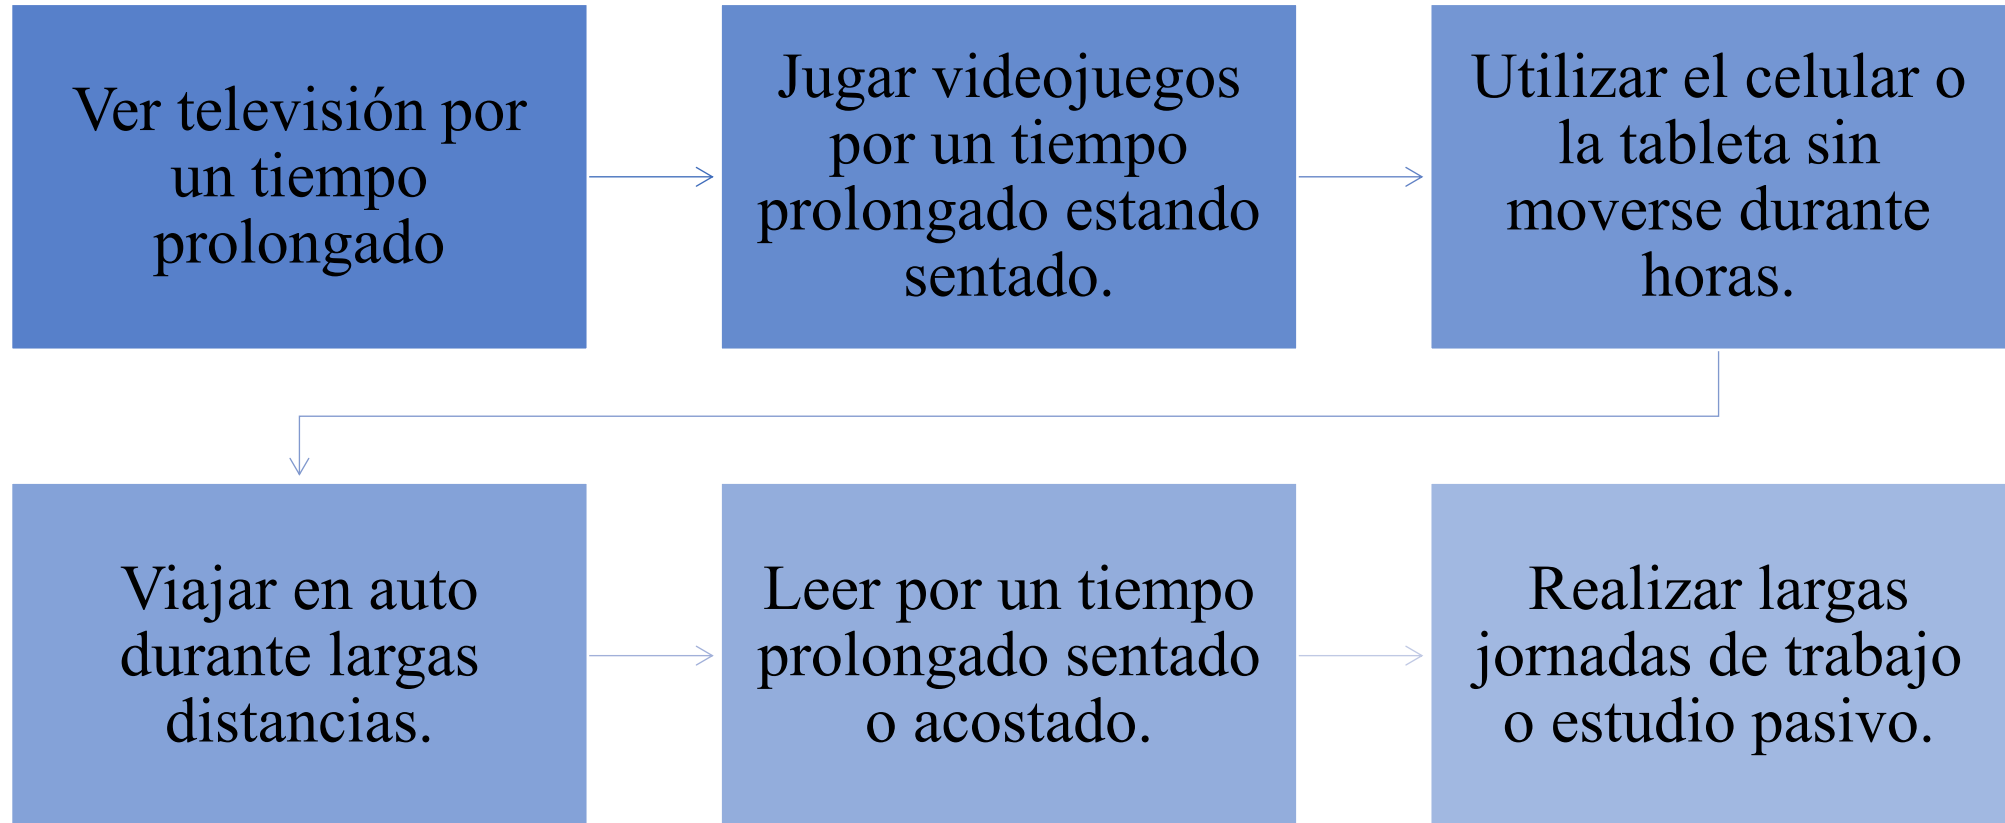 Ver televisión por
un tiempo
prolongado
Jugar videojuegos
por un tiempo
prolongado estando
sentado.
Utilizar el celular o
la tableta sin
moverse durante
horas.
Viajar en auto
durante largas
distancias.
Leer por un tiempo
prolongado sentado
o acostado.
Realizar largas
jornadas de trabajo
o estudio pasivo.